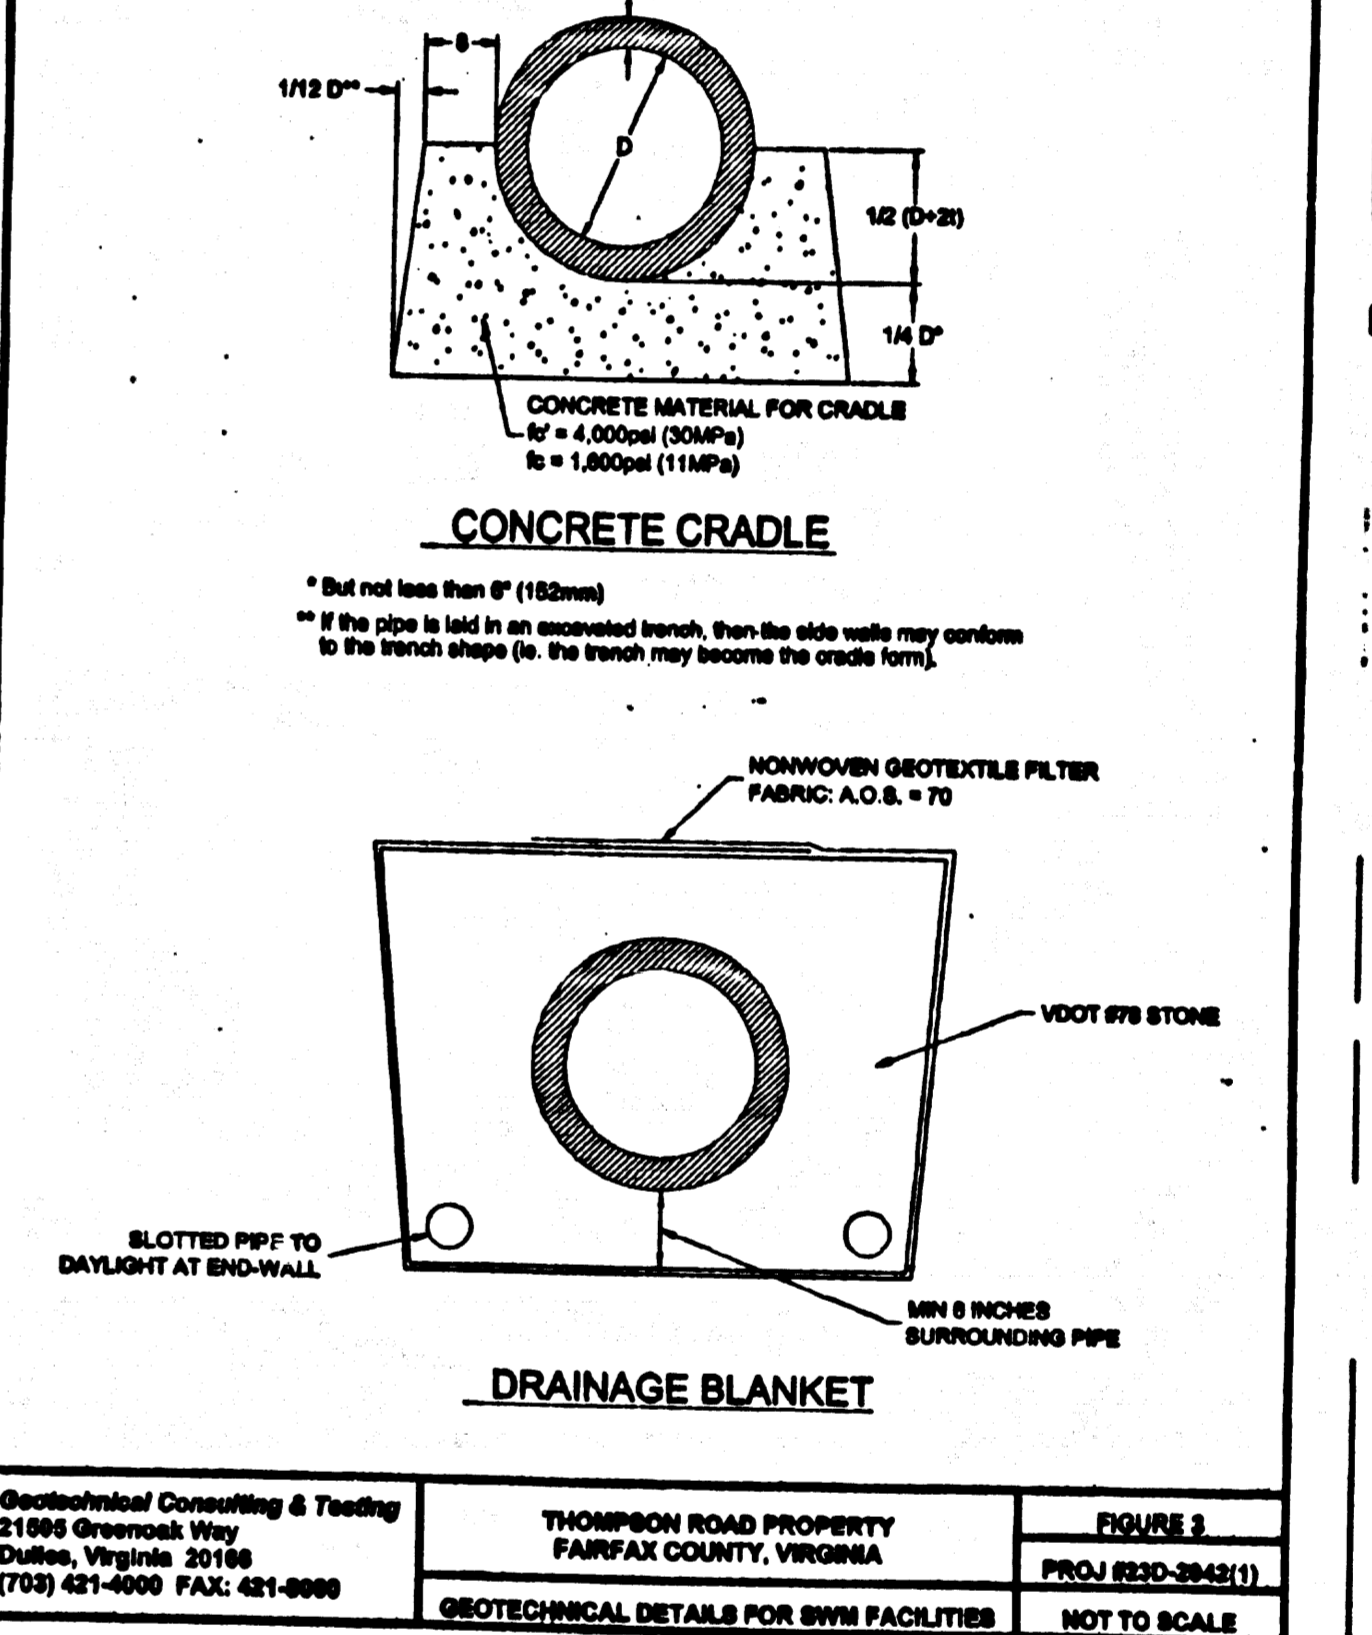 1/12 D**
D
1/2 (D+2t)
1/4 D*
CONCRETE MATERIAL FOR CRADLE
fc' = 4,000psi (30MPa)
fc = 1,600psi (11MPa)
CONCRETE CRADLE
* But not less than 6" (152mm)
** If the pipe is laid in an excavated trench, then the side walls may conform
to the trench shape (ie. the trench may become the cradle form).
NONWOVEN GEOTEXTILE FILTER
FABRIC: A.O.S. = 70
VDOT #78 STONE
SLOTTED PIPE TO
DAYLIGHT AT END-WALL
MIN 6 INCHES
SURROUNDING PIPE
DRAINAGE BLANKET
Geotechnical Consulting & Testing
Greenoak Way
Dulles, Virginia 20166
(703) 421-4000 FAX:
THOMPSON ROAD PROPERTY
FAIRFAX COUNTY, VIRGINIA
GEOTECHNICAL DETAILS FOR SWM FACILITIES
FIGURE 3
PROJ
NOT TO SCALE